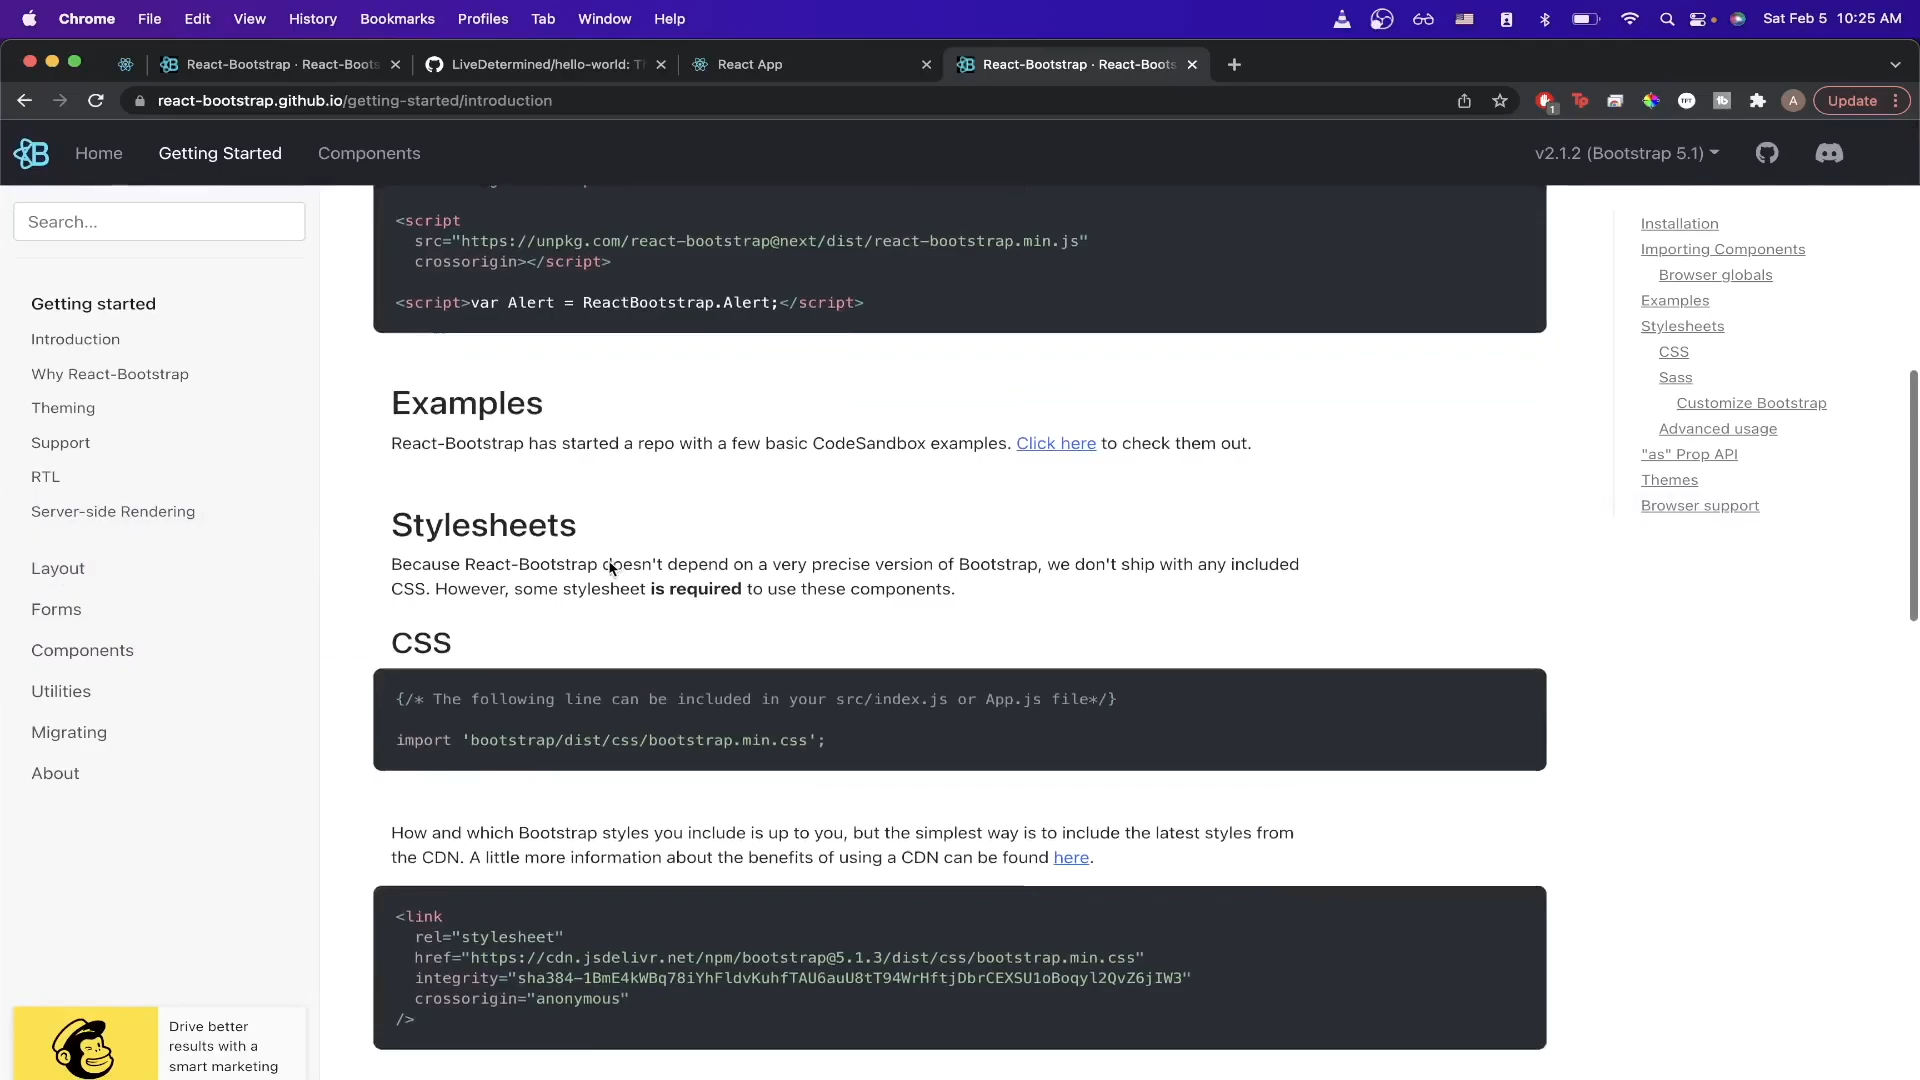 Chrome File Edit View History Bookmarks Profiles Tab Window Help Sat Feb 5 10:25 AM
React-Bootstrap · React-Boots LiveDetermined/hello-world: T React App React-Bootstrap · React-Boots
react-bootstrap.github.io/getting-started/introduction 1 Tp TPT tb A Update
B Home Getting Started Components v2.1.2 (Bootstrap 5.1)
Search...
Getting started
Introduction
Why React-Bootstrap
Theming
Support
RTL
Server-side Rendering
Layout
Forms
Components
Utilities
Migrating
About
Drive better
results with a
smart marketing
<script
src="https://unpkg.com/react-bootstrap@next/dist/react-bootstrap.min.js"
crossorigin></script>
<script>var Alert = ReactBootstrap.Alert;</script>
Examples
React-Bootstrap has started a repo with a few basic CodeSandbox examples. Click here to check them out.
Stylesheets
Because React-Bootstrap doesn't depend on a very precise version of Bootstrap, we don't ship with any included
CSS. However, some stylesheet is required to use these components.
CSS
{/* The following line can be included in your src/index.js or App.js file*/}
import 'bootstrap/dist/css/bootstrap.min.css';
How and which Bootstrap styles you include is up to you, but the simplest way is to include the latest styles from
the CDN. A little more information about the benefits of using a CDN can be found here.
<link
rel="stylesheet"
href="https://cdn.jsdelivr.net/npm/bootstrap@5.1.3/dist/css/bootstrap.min.css"
integrity="sha384-1BmE4kWBq78iYhFldvKuhfTAU6auU8tT94WrHftjDbrCEXSU1oBoqyl2QvZ6jIW3"
crossorigin="anonymous"
/>
Installation
Importing Components
Browser globals
Examples
Stylesheets
CSS
Sass
Customize Bootstrap
Advanced usage
"as" Prop API
Themes
Browser support